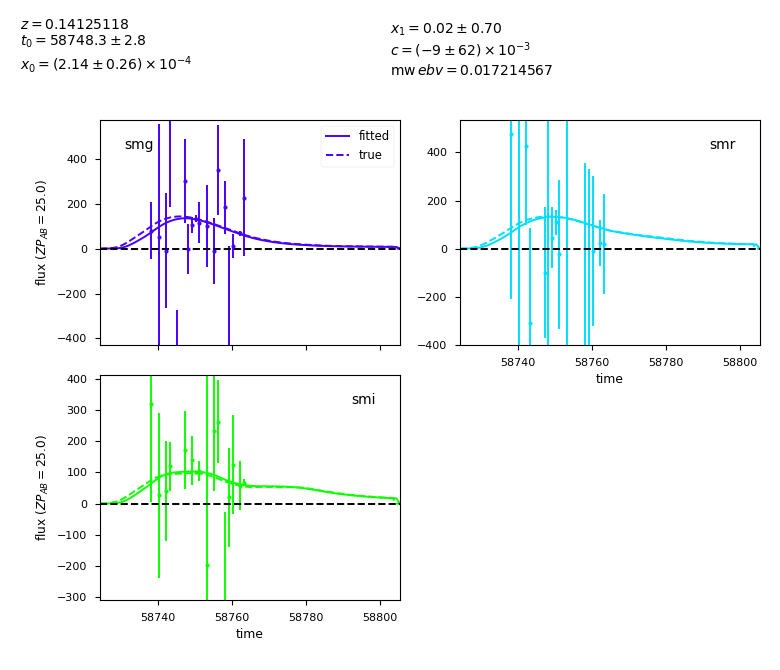 z = 0.14125118
t₀ = 58748.3 ± 2.8
x₀ = (2.14 ± 0.26) × 10⁻⁴
x₁ = 0.02 ± 0.70
c = (−9 ± 62) × 10⁻³
mw ebv = 0.017214567
smg
fitted
true
400
200
0
−200
−400
flux (ZP_AB = 25.0)
smr
400
200
0
−200
−400
58740 58760 58780 58800
time
smi
400
300
200
100
0
−100
−200
−300
flux (ZP_AB = 25.0)
58740 58760 58780 58800
time